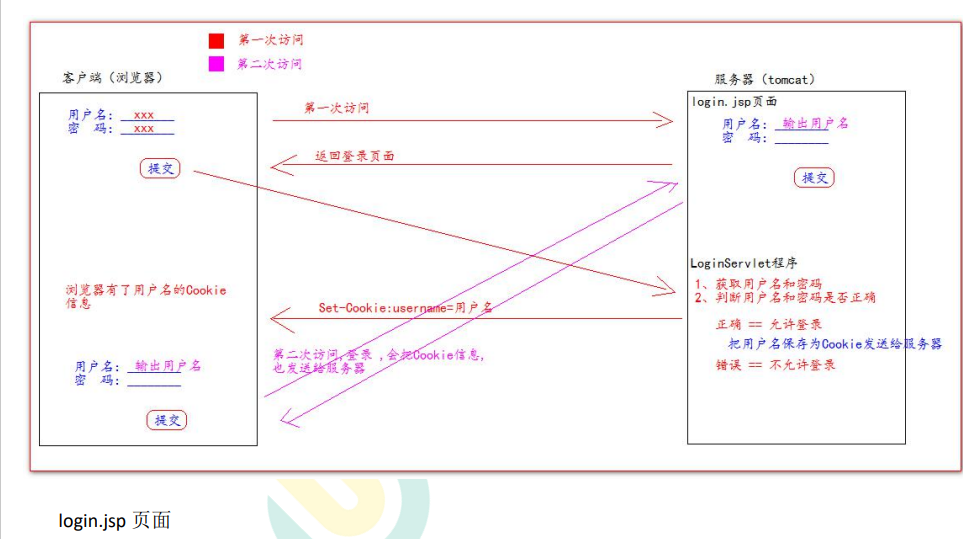 第一次访问
第二次访问
客户端（浏览器）
用户名: xxx
密 码: xxx
提交
浏览器有了用户名的Cookie
信息
用户名: 输出用户名
密 码:
提交
第一次访问
返回登录页面
Set-Cookie:username=用户名
第二次访问,登录 ,会把Cookie信息,
也发送给服务器
服务器（tomcat）
login.jsp页面
用户名: 输出用户名
密 码:
提交
LoginServlet程序
1、获取用户名和密码
2、判断用户名和密码是否正确
正确 == 允许登录
把用户名保存为Cookie发送给服务器
错误 == 不允许登录
login.jsp 页面